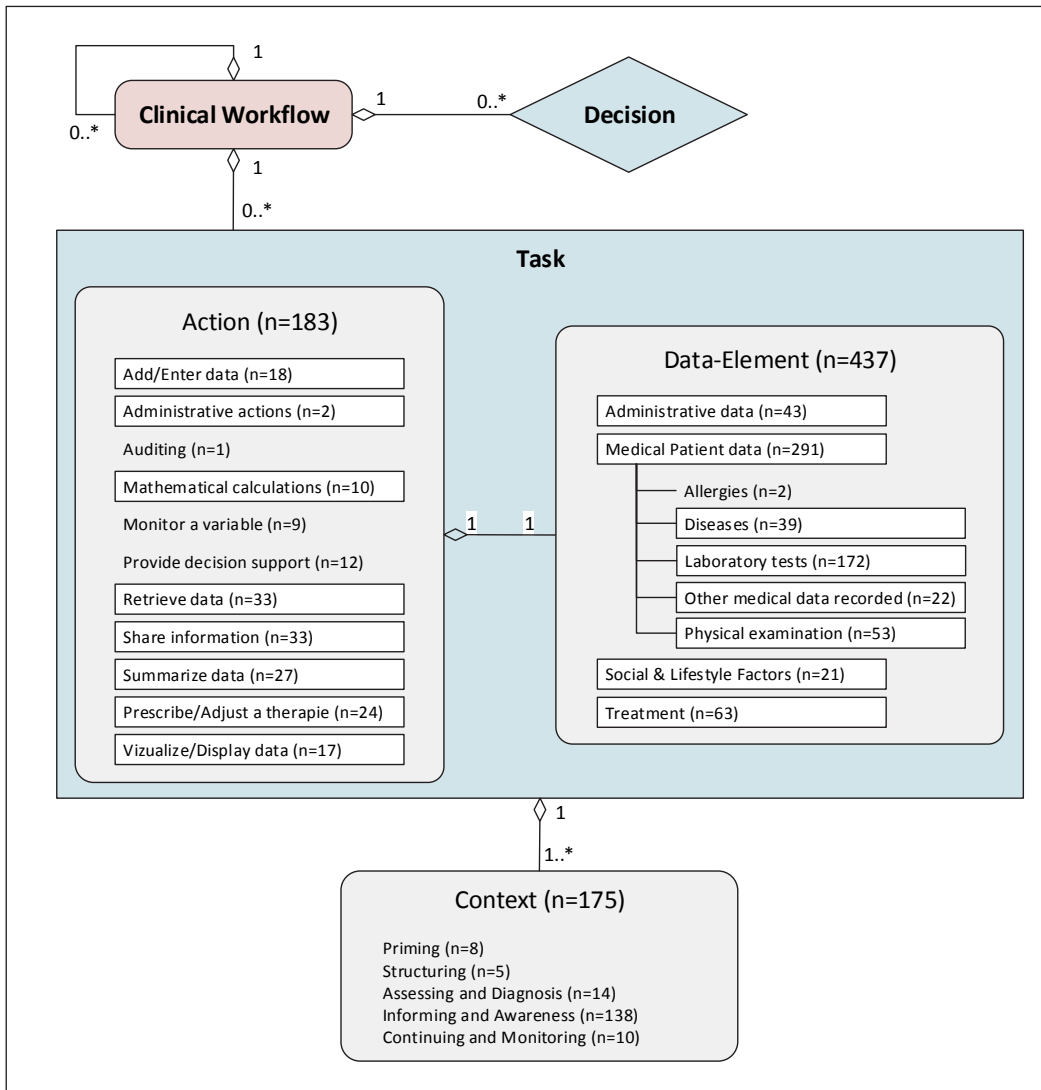 1
Clinical Workflow
0..*
1
0..*
Decision
1
0..*
Task
Action (n=183)
Add/Enter data (n=18)
Administrative actions (n=2)
Auditing (n=1)
Mathematical calculations (n=10)
Monitor a variable (n=9)
Provide decision support (n=12)
Retrieve data (n=33)
Share information (n=33)
Summarize data (n=27)
Prescribe/Adjust a therapie (n=24)
Vizualize/Display data (n=17)
1
1
Data-Element (n=437)
Administrative data (n=43)
Medical Patient data (n=291)
Allergies (n=2)
Diseases (n=39)
Laboratory tests (n=172)
Other medical data recorded (n=22)
Physical examination (n=53)
Social & Lifestyle Factors (n=21)
Treatment (n=63)
1
1..*
Context (n=175)
Priming (n=8)
Structuring (n=5)
Assessing and Diagnosis (n=14)
Informing and Awareness (n=138)
Continuing and Monitoring (n=10)